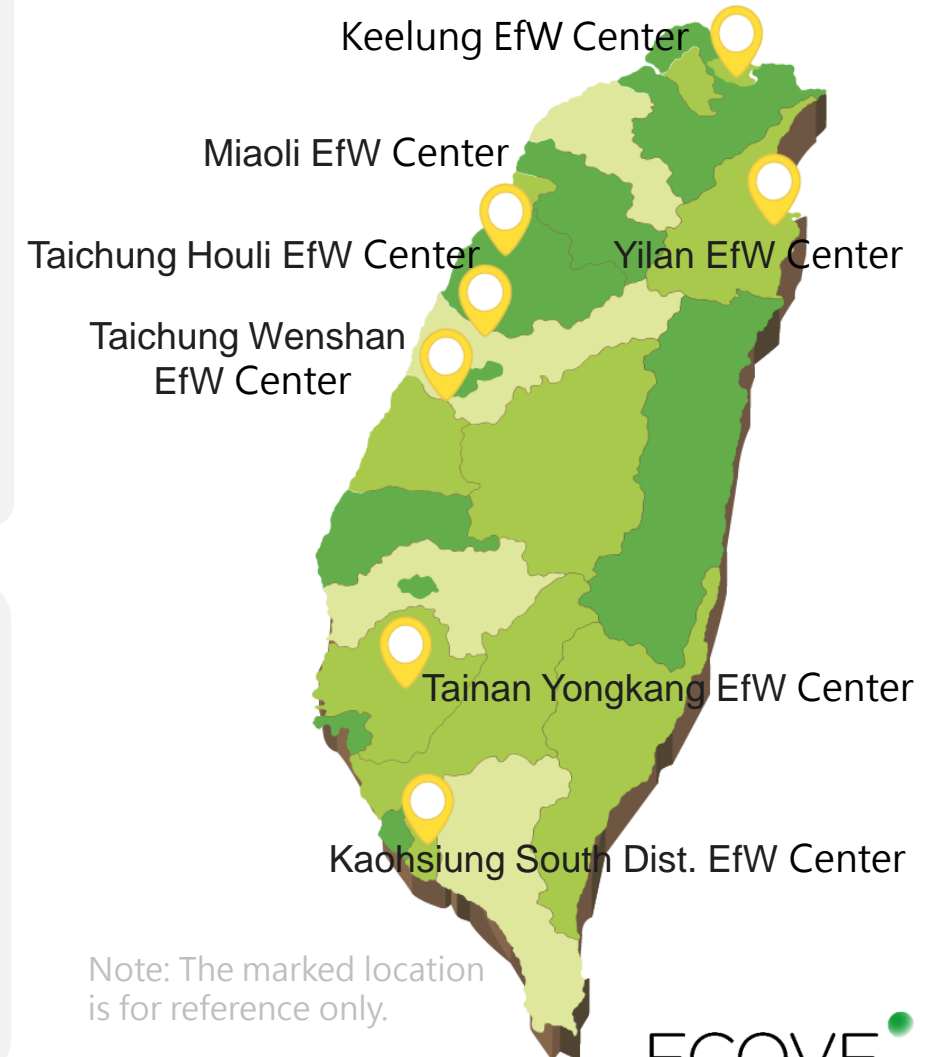 Keelung EfW Center
Miaoli EfW Center
Taichung Houli EfW Center
Yilan EfW Center
Taichung Wenshan
EfW Center
Tainan Yongkang EfW Center
Kaohsiung South Dist. EfW Center
Note: The marked location
is for reference only.
ECOVE